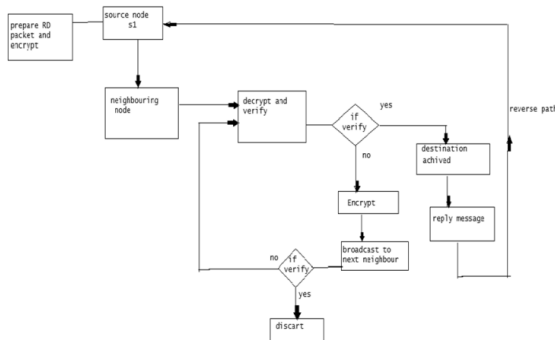 prepare RD
packet and
encrypt
source node
s1
neighbouring
node
decrypt and
verify
if
verify
yes
no
destination
achived
reply message
reverse path
Encrypt
broadcast to
next neighbour
if
verify
no
yes
discart